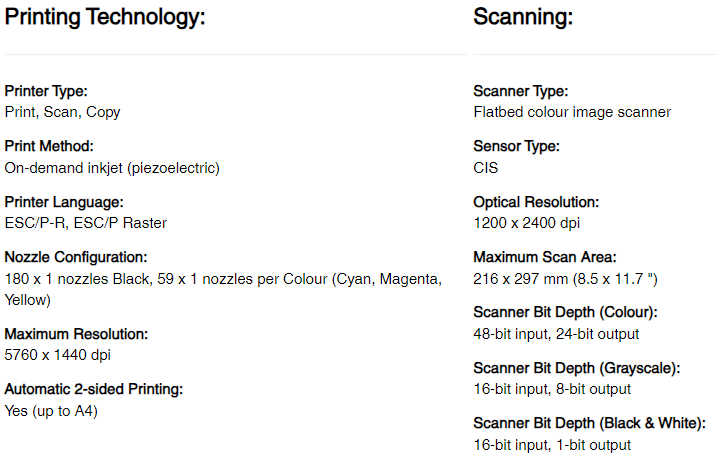 Printing Technology:
Printer Type:
Print, Scan, Copy
Print Method:
On-demand inkjet (piezoelectric)
Printer Language:
ESC/P-R, ESC/P Raster
Nozzle Configuration:
180 x 1 nozzles Black, 59 x 1 nozzles per Colour (Cyan, Magenta,
Yellow)
Maximum Resolution:
5760 x 1440 dpi
Automatic 2-sided Printing:
Yes (up to A4)
Scanning:
Scanner Type:
Flatbed colour image scanner
Sensor Type:
CIS
Optical Resolution:
1200 x 2400 dpi
Maximum Scan Area:
216 x 297 mm (8.5 x 11.7 ")
Scanner Bit Depth (Colour):
48-bit input, 24-bit output
Scanner Bit Depth (Grayscale):
16-bit input, 8-bit output
Scanner Bit Depth (Black & White):
16-bit input, 1-bit output